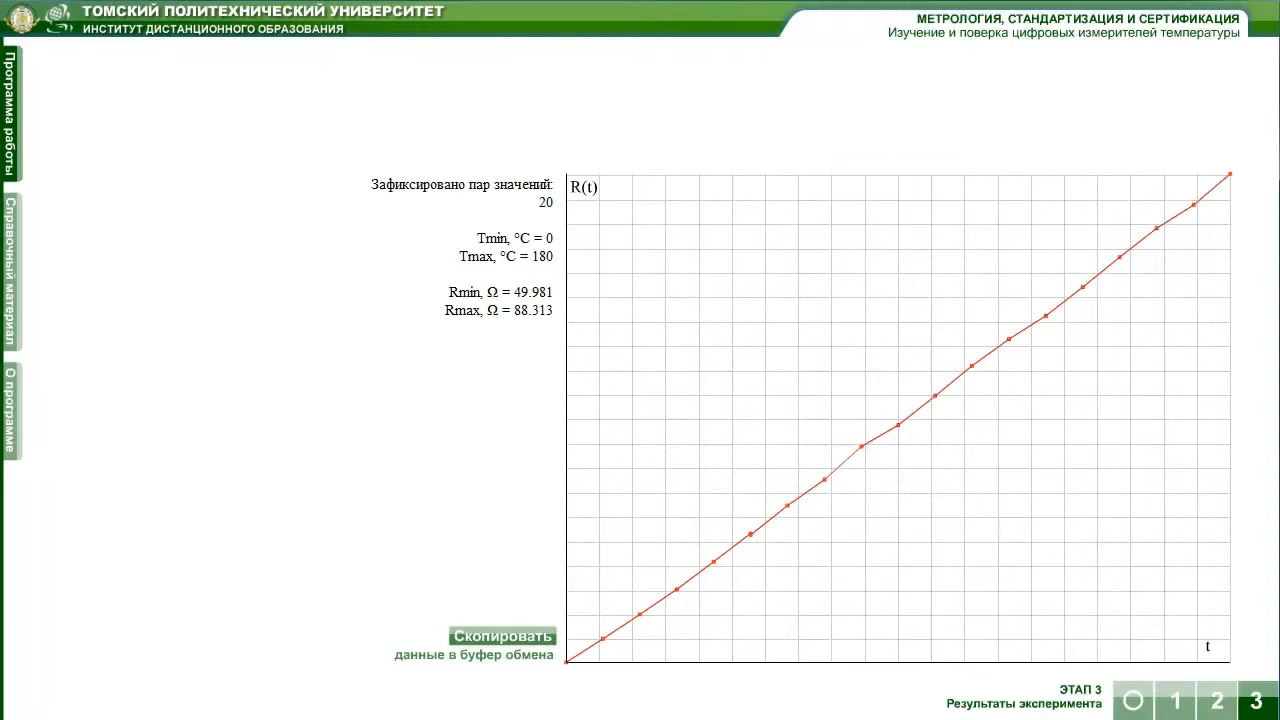 ТОМСКИЙ ПОЛИТЕХНИЧЕСКИЙ УНИВЕРСИТЕТ
ИНСТИТУТ ДИСТАНЦИОННОГО ОБРАЗОВАНИЯ
МЕТРОЛОГИЯ, СТАНДАРТИЗАЦИЯ И СЕРТИФИКАЦИЯ
Изучение и поверка цифровых измерителей температуры
Программа работы
Справочный материал
О программе
Зафиксировано пар значений:
20
Tmin, °C = 0
Tmax, °C = 180
Rmin, Ω = 49.981
Rmax, Ω = 88.313
R(t)
t
Скопировать
данные в буфер обмена
ЭТАП 3
Результаты эксперимента
1 2 3